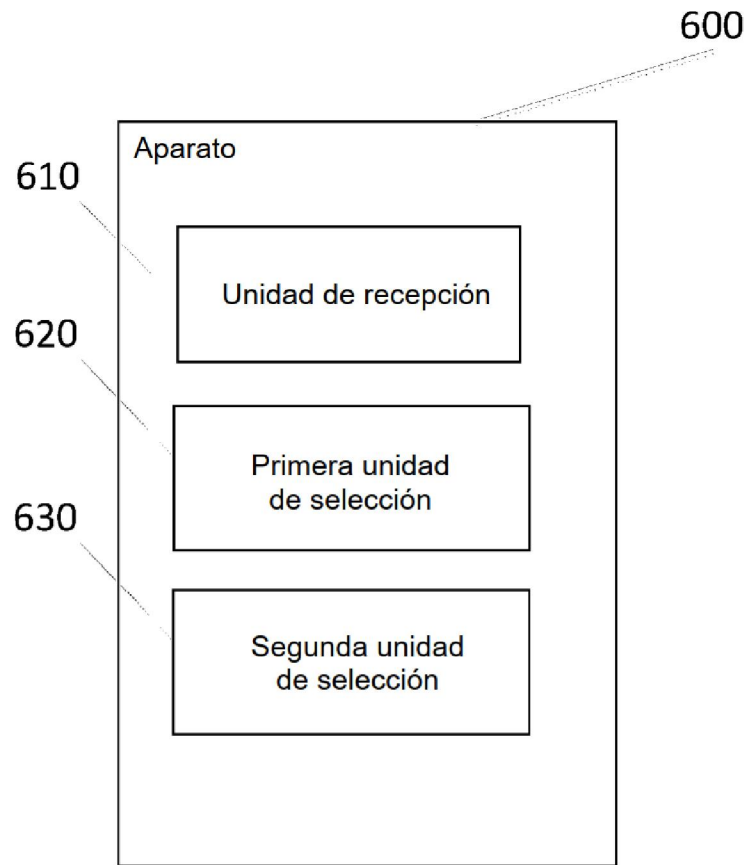 600
Aparato
610
Unidad de recepción
620
Primera unidad
de selección
630
Segunda unidad
de selección